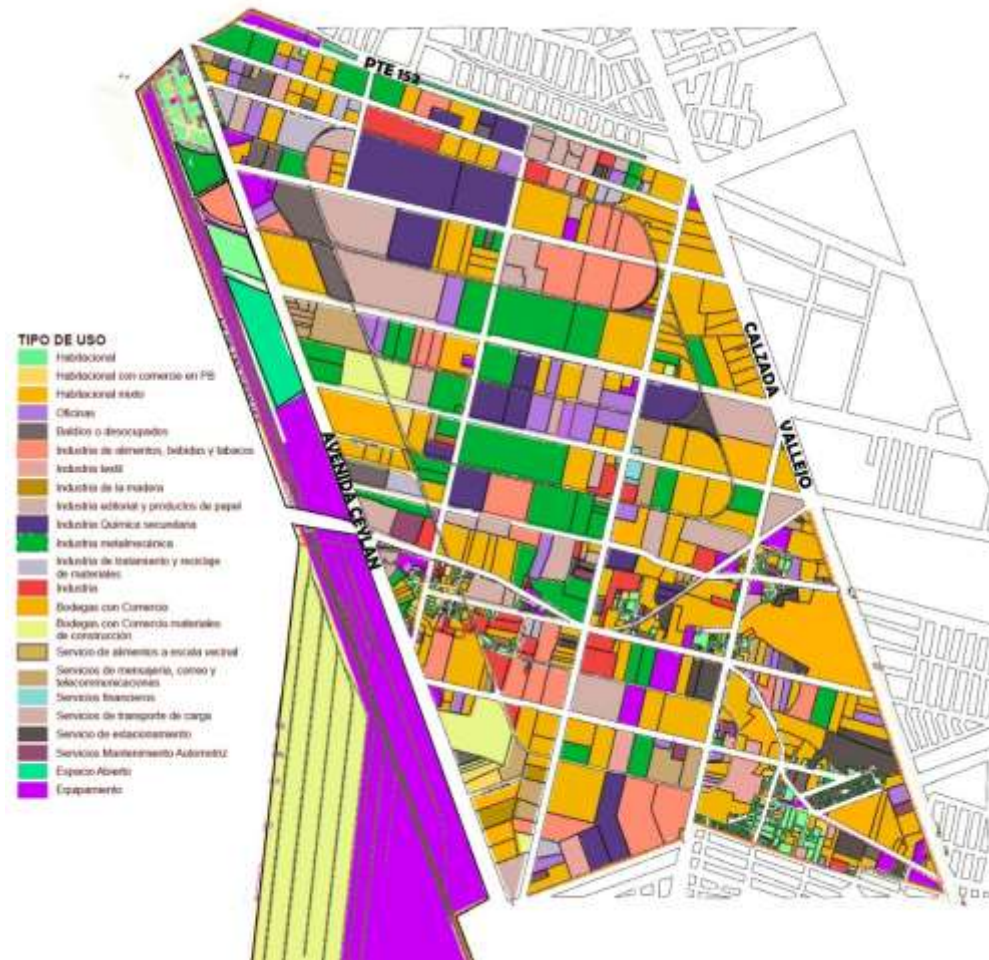 PTE 152
CALZADA VALLEJO
AVENIDA CEYLAN
TIPO DE USO
Habitacional
Habitacional con comercio en PB
Habitacional mixto
Oficinas
Baldíos o desocupados
Industria de alimentos, bebidas y tabacos
Industria textil
Industria de la madera
Industria editorial y productos de papel
Industria Química secundaria
Industria metalmecánica
Industria de tratamiento y reciclaje
de materiales
Industria
Bodegas con Comercio
Bodegas con Comercio materiales
de construcción
Servicio de alimentos a escala vecinal
Servicios de mensajería, correo y
telecommunicaciones
Servicios financieros
Servicios de transporte de carga
Servicio de estacionamiento
Servicios Mantenimiento Automotriz
Espacio Abierto
Equipamiento